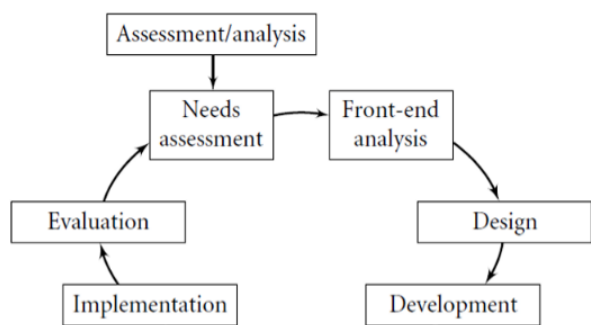 Assessment/analysis
Needs
assessment
Front-end
analysis
Evaluation
Design
Implementation
Development